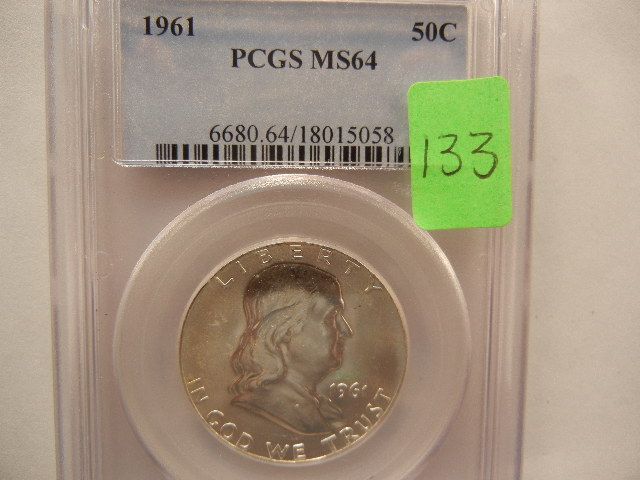 1961 50C
PCGS MS64
6680.64/18015058
133
LIBERTY
1961
IN GOD WE TRUST